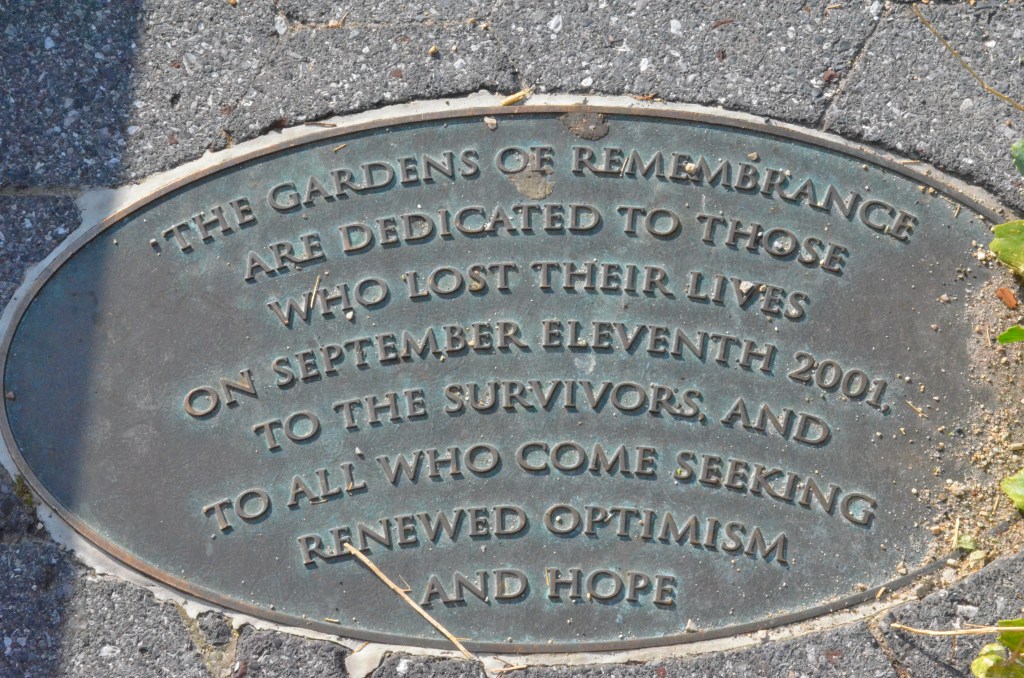 THE GARDENS OF REMEMBRANCE
ARE DEDICATED TO THOSE
WHO LOST THEIR LIVES
ON SEPTEMBER ELEVENTH 2001,
TO THE SURVIVORS, AND
TO ALL WHO COME SEEKING
RENEWED OPTIMISM
AND HOPE